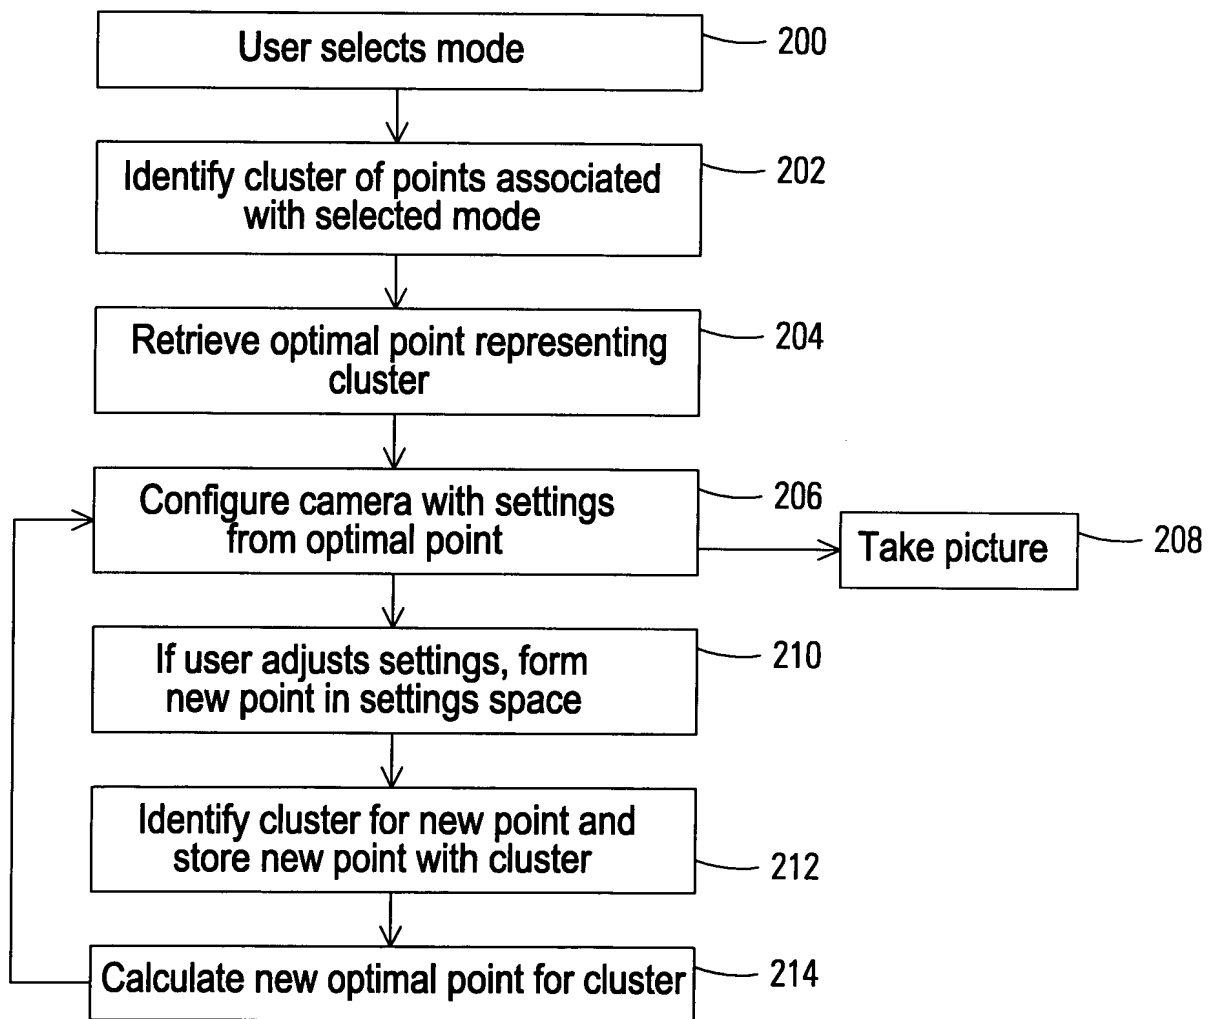 User selects mode
200
Identify cluster of points associated
with selected mode
202
Retrieve optimal point representing
cluster
204
Configure camera with settings
from optimal point
206
Take picture
208
If user adjusts settings, form
new point in settings space
210
Identify cluster for new point and
store new point with cluster
212
Calculate new optimal point for cluster
214